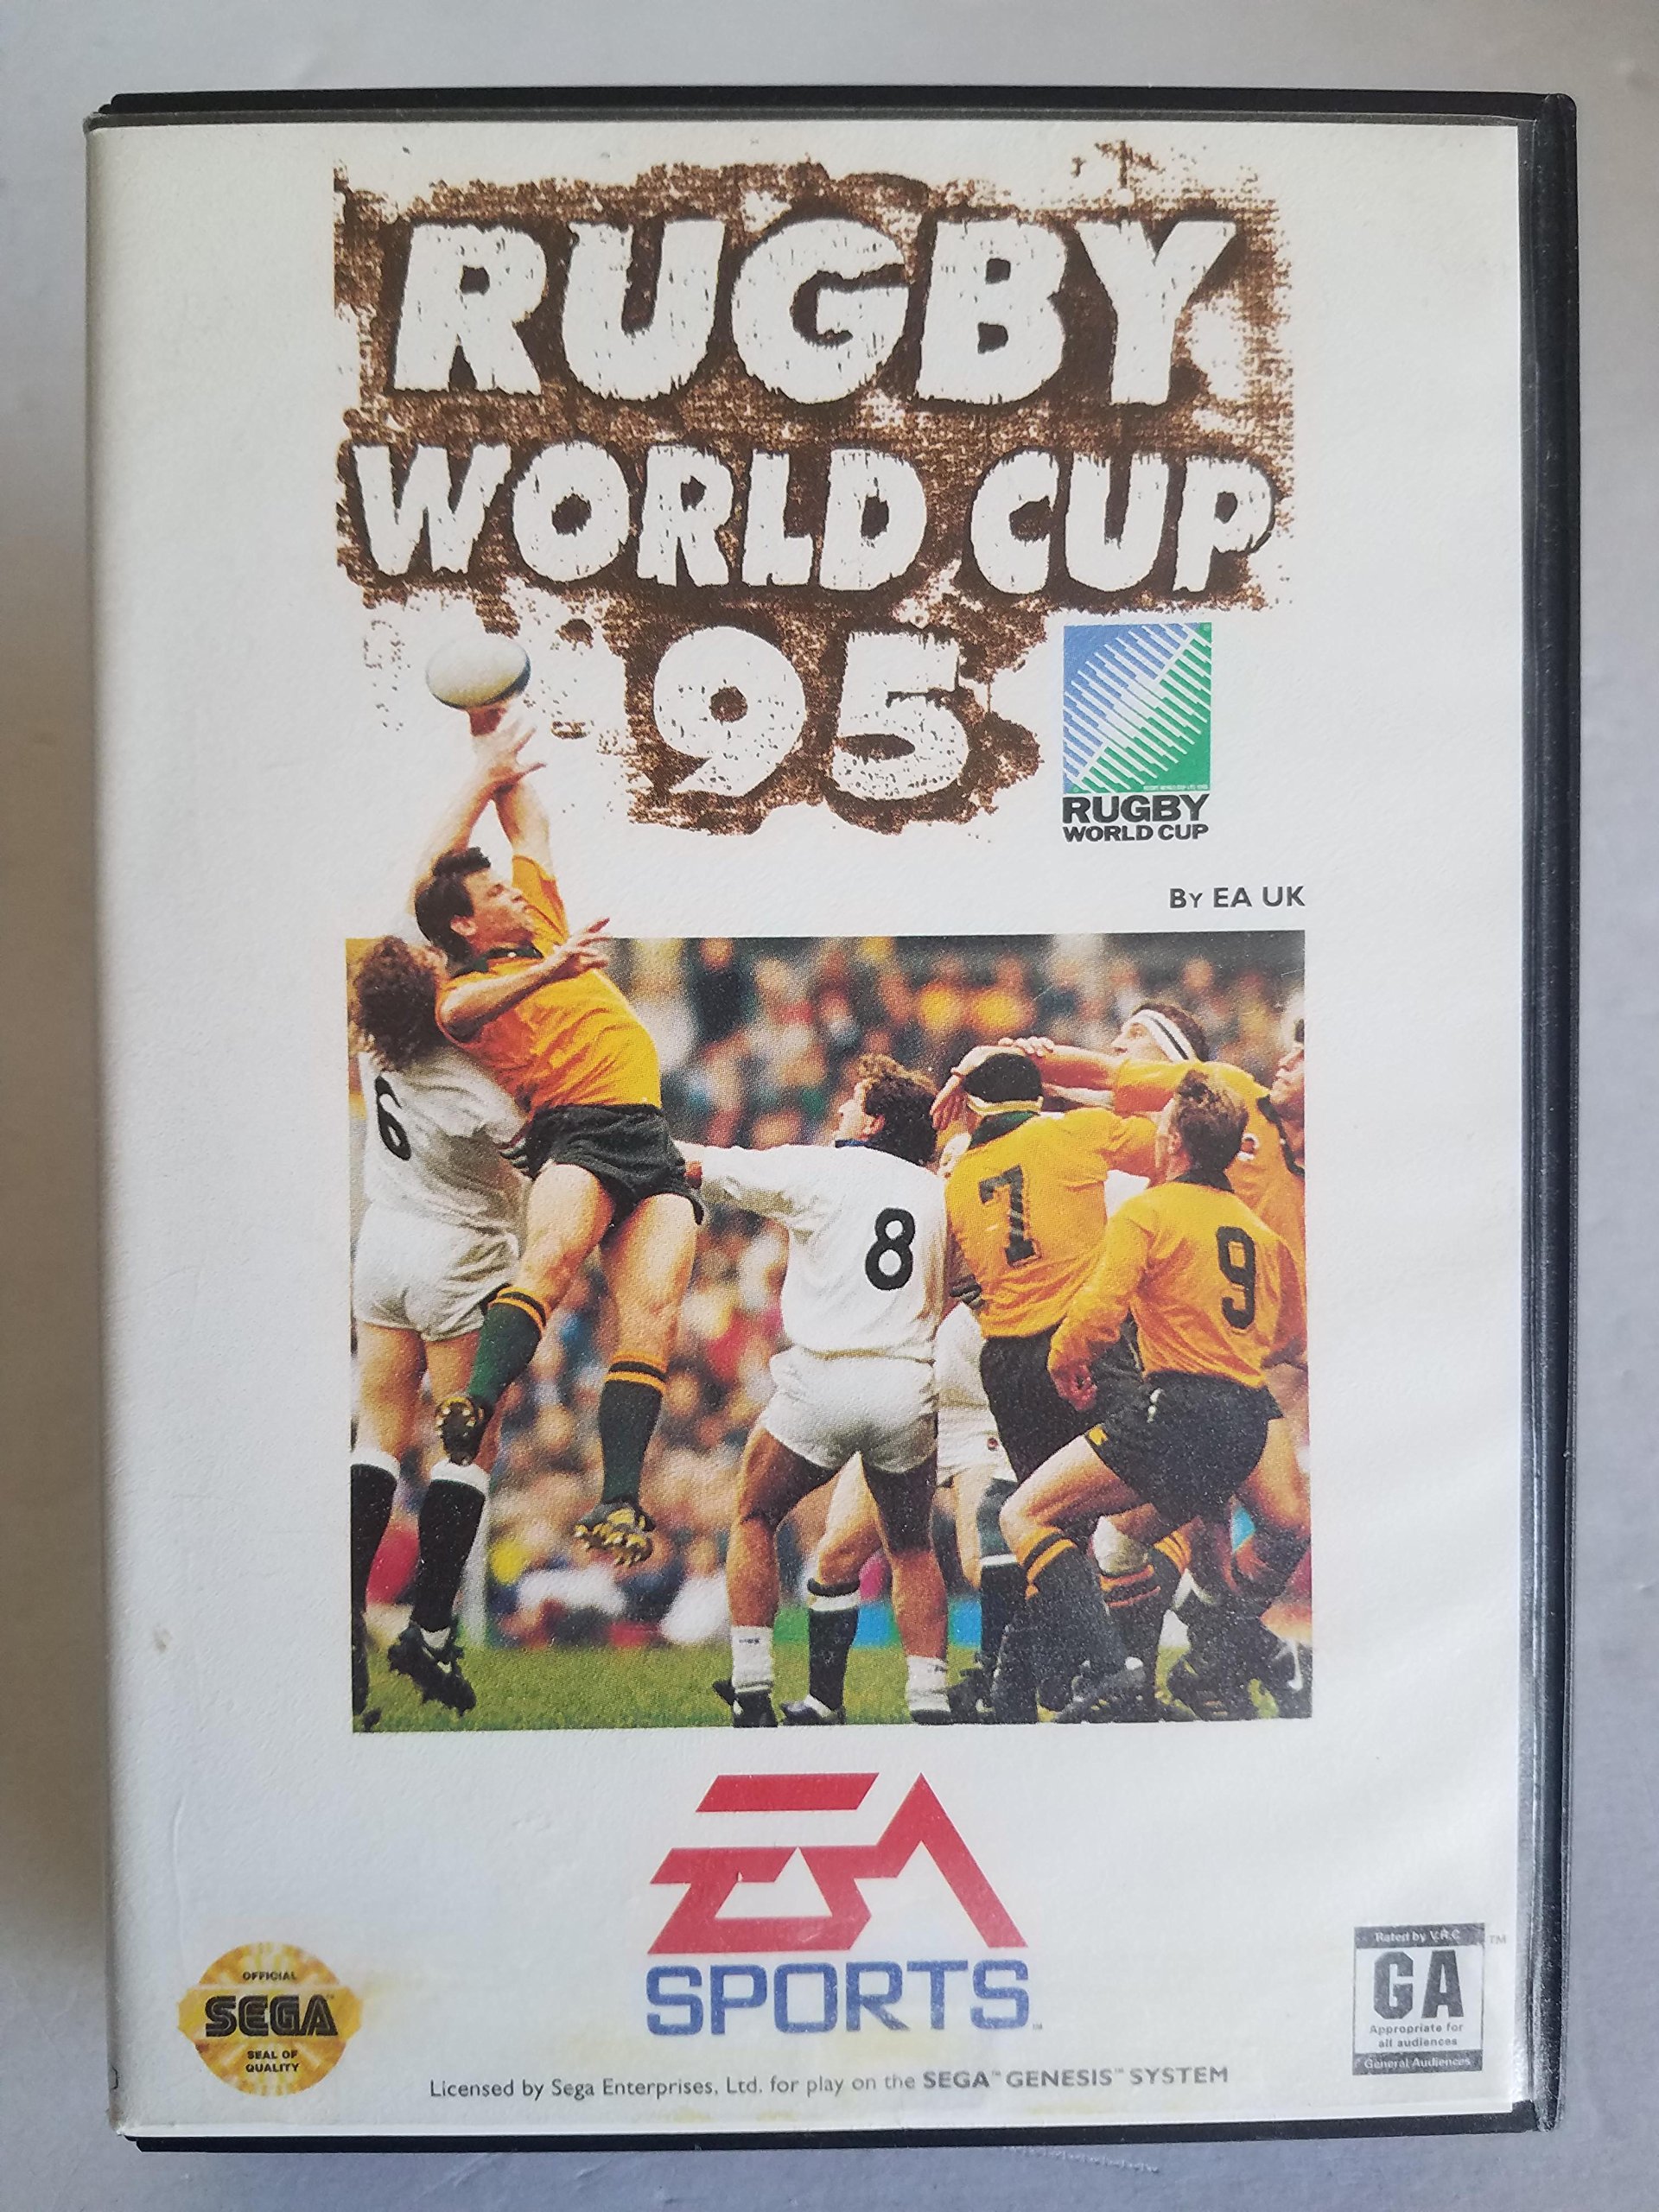 RUGBY
WORLD CUP
'95
RUGBY
WORLD CUP
BY EA UK
6
8
7
9
EA
SPORTS
OFFICIAL
SEGA™
SEAL OF
QUALITY
Rated by V.R.C
™
GA
Appropriate for
all audiences
General Audiences
Licensed by Sega Enterprises, Ltd. for play on the SEGA™ GENESIS™ SYSTEM